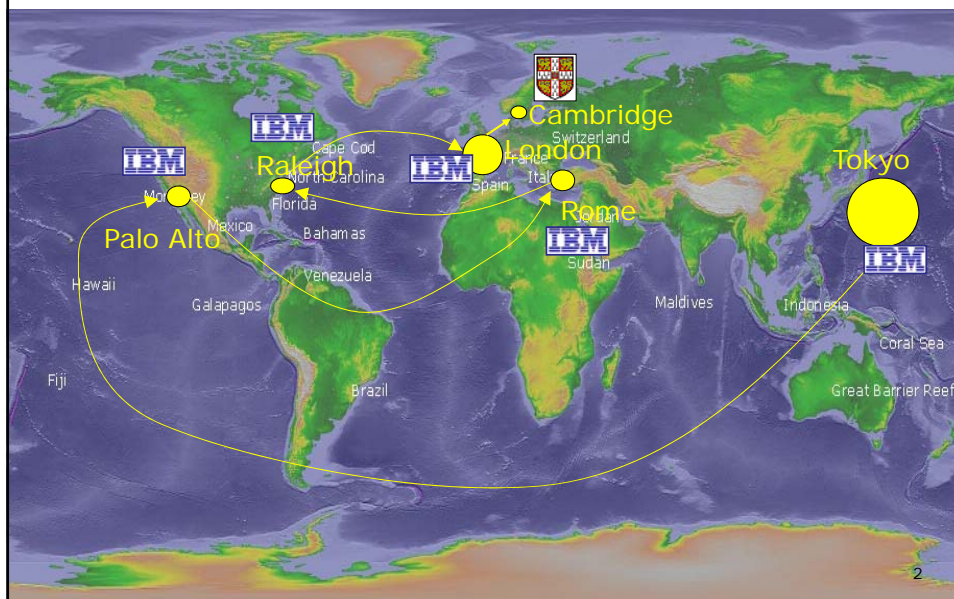 Cambridge
Switzerland
IBM
Cape Cod
London
France
Tokyo
IBM
Raleigh
North Carolina
IBM
Spain
Italy
Florida
Rome
Jordan
Palo Alto
Mexico
Bahamas
IBM
IBM
Sudan
Venezuela
Hawaii
Galapagos
Maldives
Indonesia
Coral Sea
Fiji
Brazil
Great Barrier Reef
2